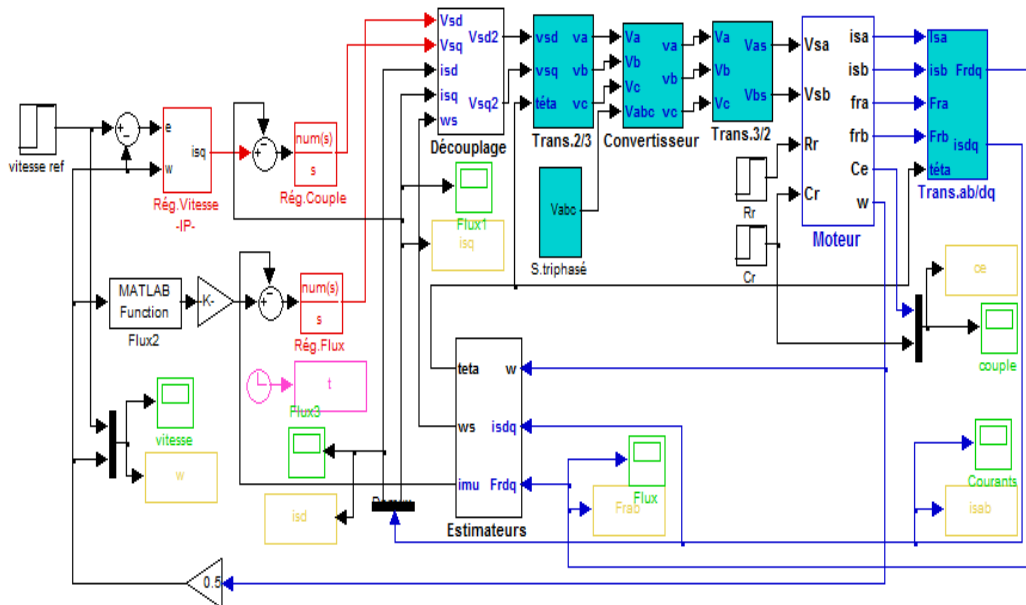 vitesse ref
e
w
isq
Rég.Vitesse
-IP-
num(s)
s
Rég.Couple
MATLAB
Function
Flux2
-K-
num(s)
s
Rég.Flux
t
Flux3
isd
vitesse
w
0.5
Vsd
Vsq
isd
isq
ws
Vsd2
Vsq2
Découplage
Flux1
isq
vsd
vsq
téta
va
vb
vc
Trans.2/3
Va
Vb
Vc
Vabc
va
vb
vc
Convertisseur
Vabc
S.triphasé
Va
Vb
Vc
Vas
Vbs
Trans.3/2
Vsa
Vsb
Rr
Cr
isa
isb
fra
frb
Ce
w
Moteur
Rr
Cr
Isa
isb
Fra
Frb
téta
Frdq
isdq
Trans.ab/dq
ce
couple
teta
ws
imu
w
isdq
Frdq
Estimateurs
Flux
Frab
Courants
isab